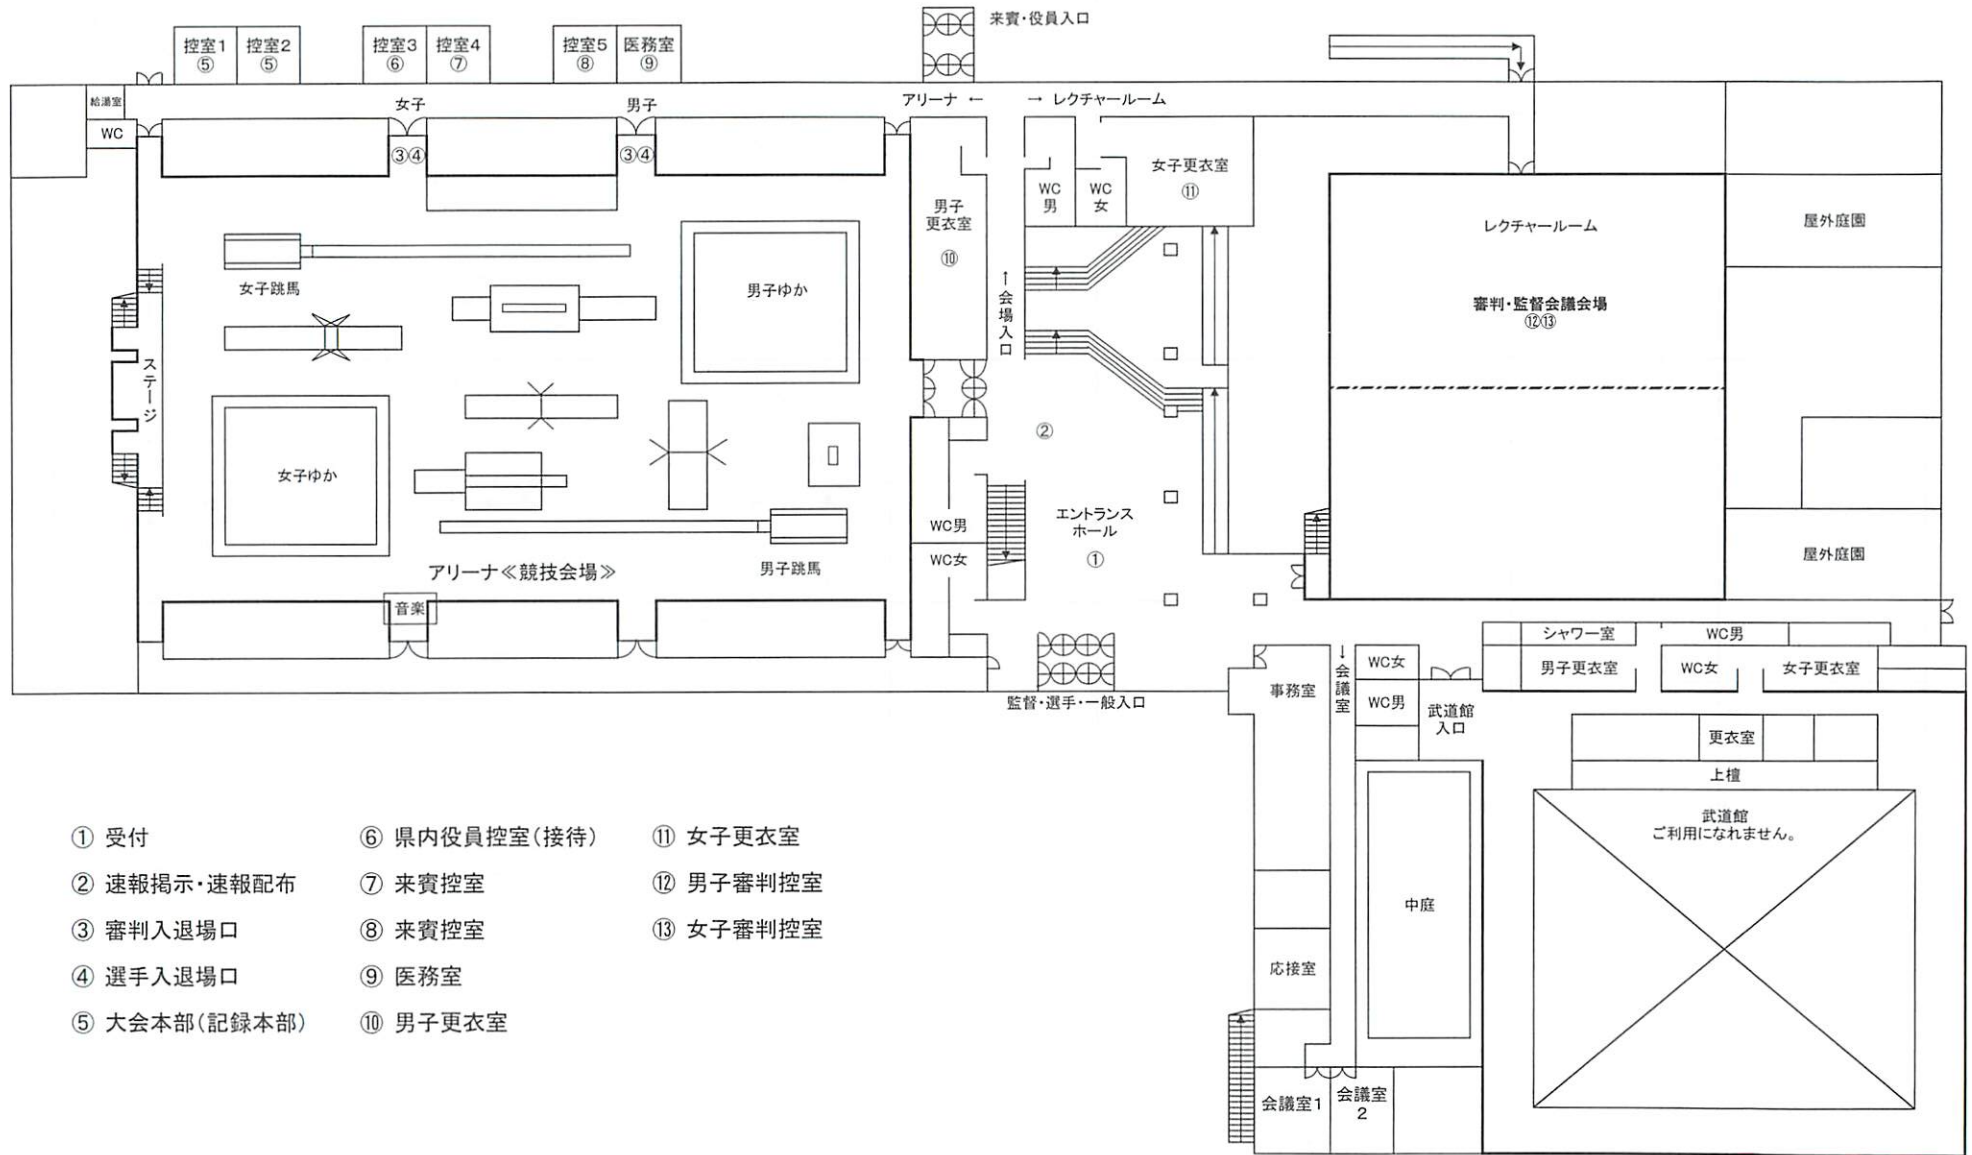 来賓・役員入口
控室1
⑤
控室2
⑤
控室3
⑥
控室4
⑦
控室5
⑧
医務室
⑨
給湯室
WC
女子
男子
アリーナ ←
→ レクチャールーム
③④
③④
男子
更衣室
⑩
WC
男
WC
女
女子更衣室
⑪
レクチャールーム
審判・監督会議会場
⑫⑬
屋外庭園
女子跳馬
男子ゆか
↑会場入口
ステージ
②
女子ゆか
エントランス
ホール
①
WC男
WC女
男子跳馬
アリーナ≪競技会場≫
音楽
屋外庭園
監督・選手・一般入口
事務室
↓会議室
WC女
WC男
武道館
入口
シャワー室
WC男
男子更衣室
WC女
女子更衣室
更衣室
上檀
武道館
ご利用になれません。
中庭
応接室
会議室1
会議室
2
① 受付
② 速報掲示・速報配布
③ 審判入退場口
④ 選手入退場口
⑤ 大会本部(記録本部)
⑥ 県内役員控室(接待)
⑦ 来賓控室
⑧ 来賓控室
⑨ 医務室
⑩ 男子更衣室
⑪ 女子更衣室
⑫ 男子審判控室
⑬ 女子審判控室